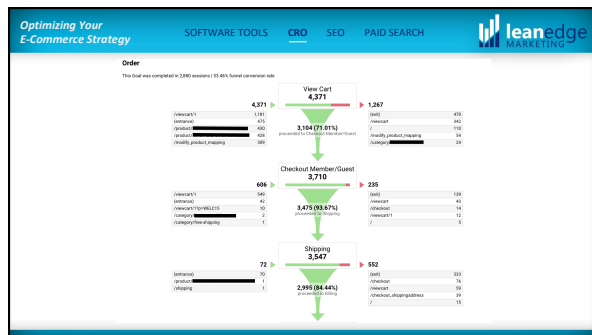 Optimizing Your
E-Commerce Strategy
SOFTWARE TOOLS CRO SEO PAID SEARCH
leanedge
MARKETING
Order
This Goal was completed in 2,880 sessions | 53.46% funnel conversion rate
View Cart
4,371
4,371
1,267
/viewcart/1 1,181
(entrance) 475
/product/ 430
/product/ 428
/modify_product_mapping 309
3,104 (71.01%)
proceeded to Checkout Member/Guest
(exit) 470
/viewcart 342
/ 110
/modify_product_mapping 54
/category 24
Checkout Member/Guest
3,710
606
235
/viewcart/1 549
(entrance) 42
/viewcart/1?p=WELC15 10
/category/ 2
/category/free-shipping 1
3,475 (93.67%)
proceeded to Shipping
(exit) 139
/viewcart 43
/checkout 14
/viewcart/1 12
/ 5
Shipping
3,547
72
552
(entrance) 70
/product/ 1
/shipping 1
2,995 (84.44%)
proceeded to Billing
(exit) 333
/checkout 76
/viewcart 59
/checkout_shippingaddress 39
/ 15